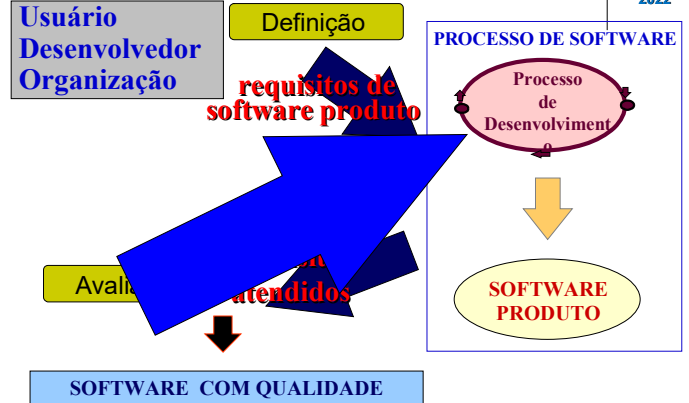 2022
Usuário
Desenvolvedor
Organização
Definição
PROCESSO DE SOFTWARE
requisitos de
software produto
Processo
de
Desenvolviment
o
atendidos
SOFTWARE
PRODUTO
SOFTWARE COM QUALIDADE